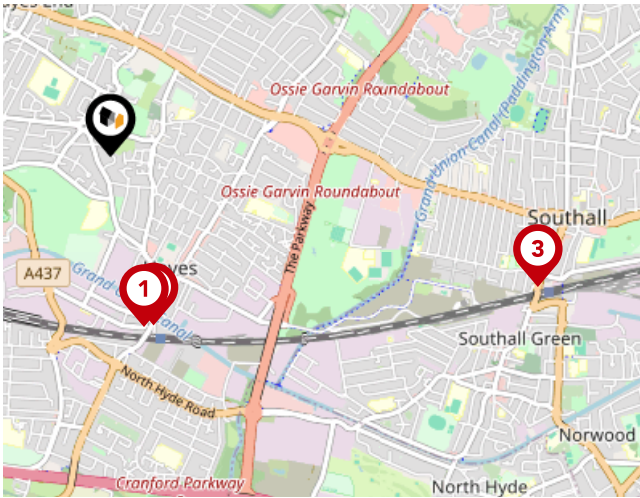 Ossie Garvin Roundabout
Grand Union Canal (Paddington Arm)
Ossie Garvin Roundabout
The Parkway
Southall
3
A437
1
Southall Green
North Hyde Road
Norwood
Cranford Parkway
North Hyde